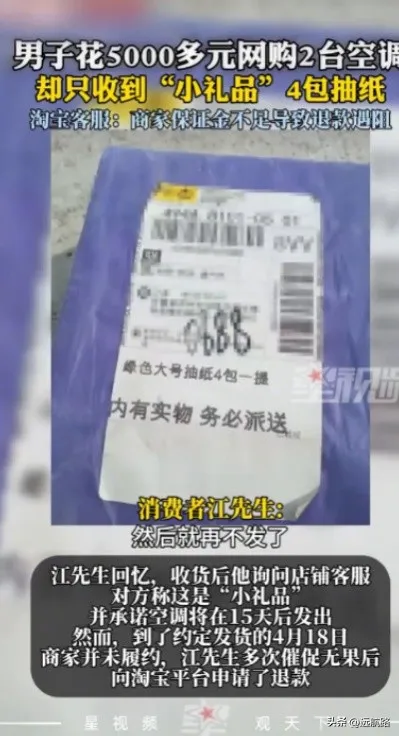 男子花5000多元网购2台空调
却只收到“小礼品”4包抽纸
淘宝客服：商家保证金不足导致退款遇阻
0688
绿色大号抽纸4包一提
内有实物 务必派送
星视频
消费者江先生：
然后就再不发了
江先生回忆，收货后他询问店铺客服
对方称这是“小礼品”
并承诺空调将在15天后发出
然而，到了约定发货的4月18日
商家并未履约，江先生多次催促无果后
向淘宝平台申请了退款
星视频 观天下
头条 @远航路